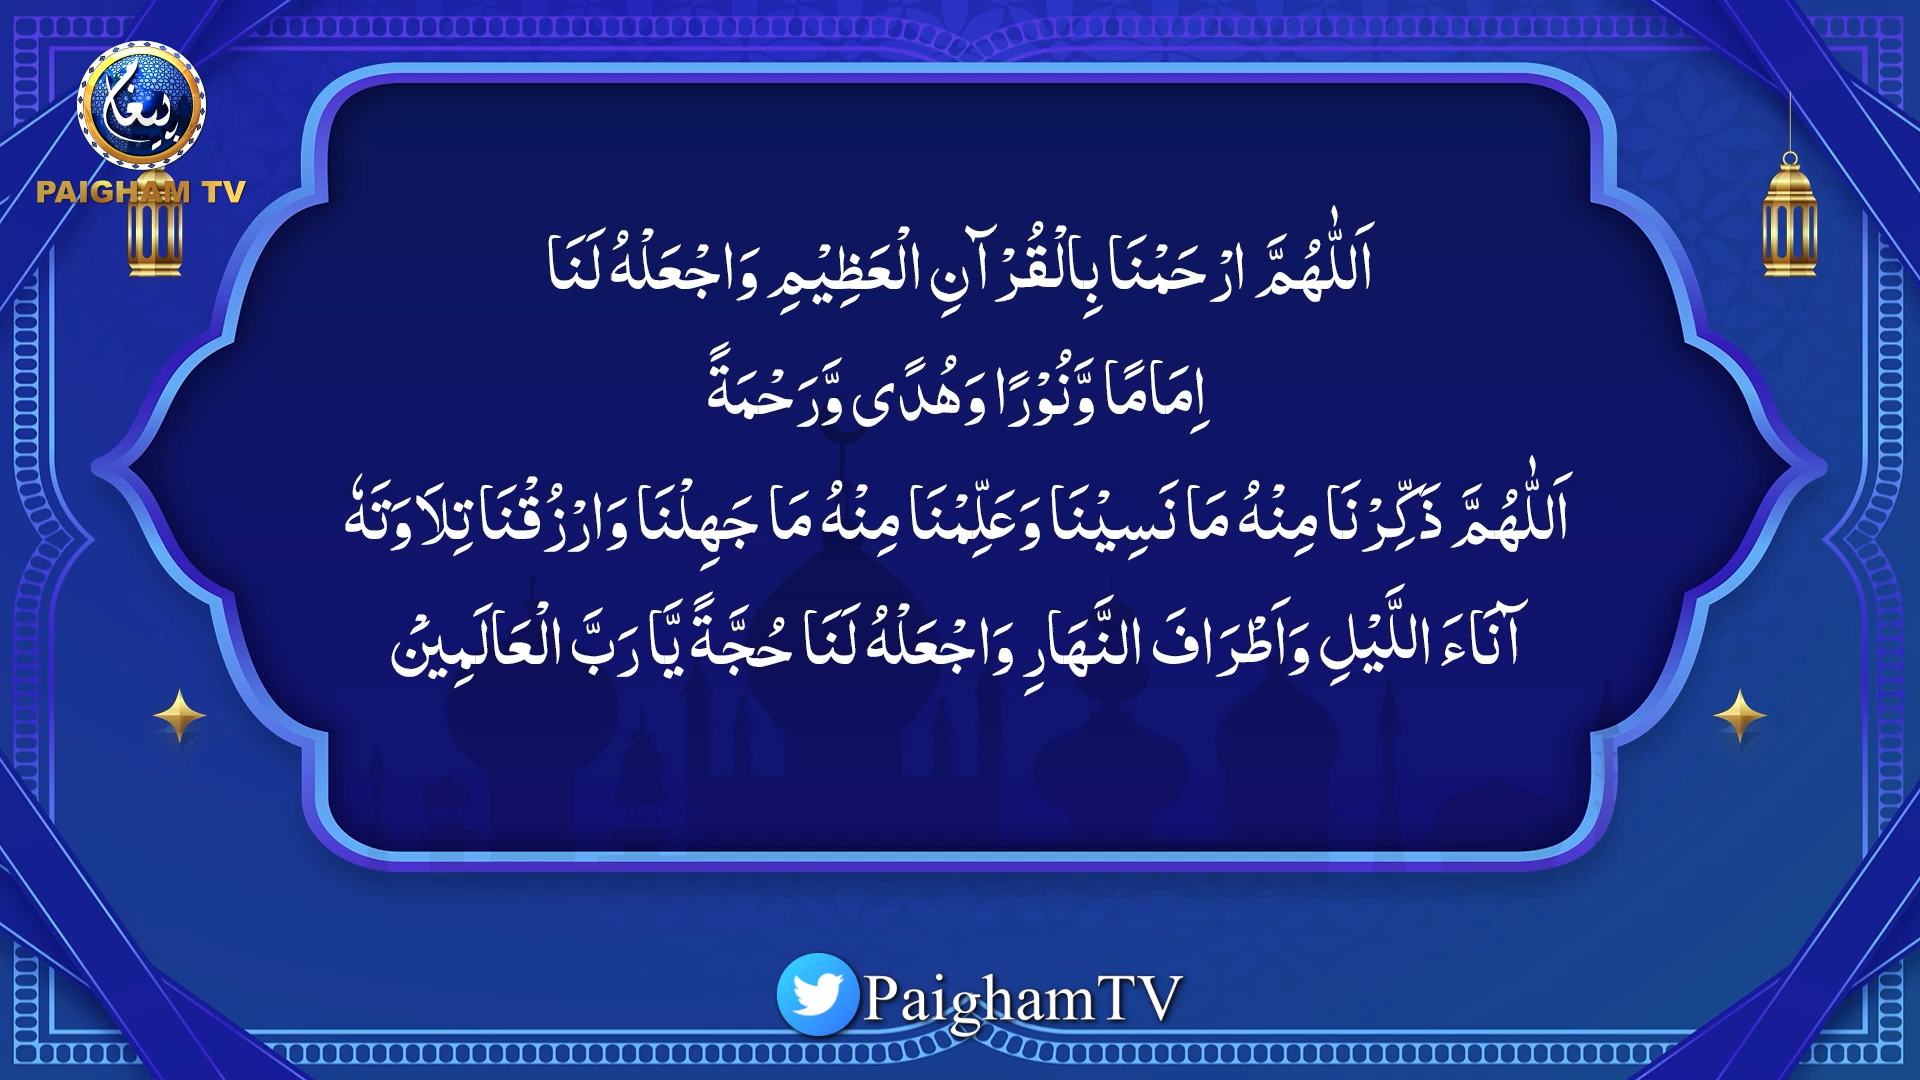 پیغام
PAIGHAM TV
اَللّٰهُمَّ ارْحَمْنَا بِالْقُرْآنِ الْعَظِيْمِ وَاجْعَلْهُ لَنَا
اِمَامًا وَّنُوْرًا وَهُدًی وَّرَحْمَةً
اَللّٰهُمَّ ذَكِّرْنَا مِنْهُ مَا نَسِيْنَا وَعَلِّمْنَا مِنْهُ مَا جَهِلْنَا وَارْزُقْنَا تِلَاوَتَهٗ
آنَاءَ اللَّيْلِ وَاَطْرَافَ النَّهَارِ وَاجْعَلْهُ لَنَا حُجَّةً يَّا رَبَّ الْعَالَمِيْنْ
PaighamTV